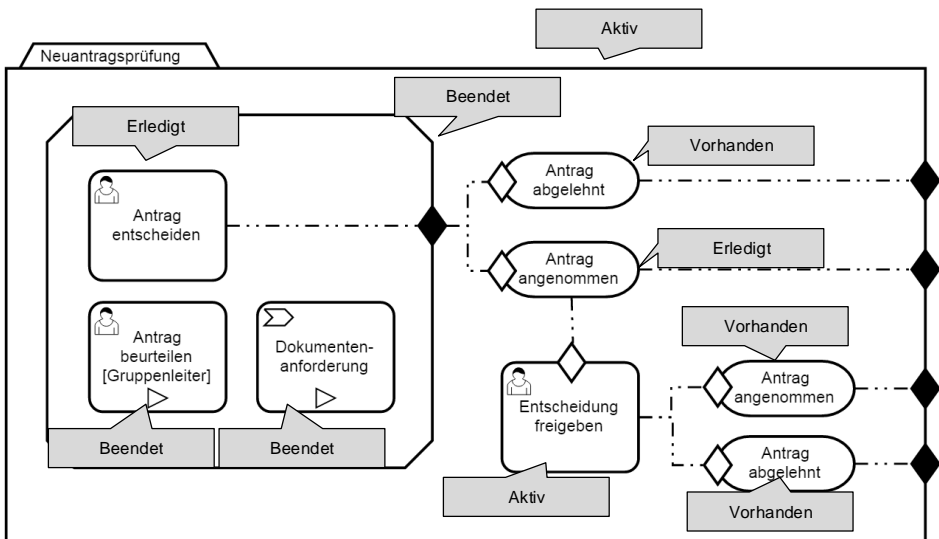 Aktiv
Neuantragsprüfung
Beendet
Erledigt
Vorhanden
Antrag
abgelehnt
Antrag
entscheiden
Erledigt
Antrag
angenommen
Vorhanden
Antrag
beurteilen
[Gruppenleiter]
Dokumenten-
anforderung
Antrag
angenommen
Entscheidung
freigeben
Beendet
Beendet
Antrag
abgelehnt
Aktiv
Vorhanden